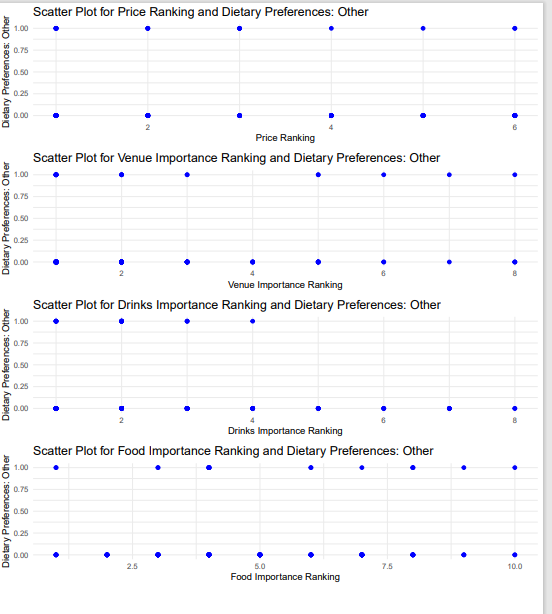 Scatter Plot for Price Ranking and Dietary Preferences: Other
Dietary Preferences: Other
1.00
0.75
0.50
0.25
0.00
2 4 6
Price Ranking
Scatter Plot for Venue Importance Ranking and Dietary Preferences: Other
Dietary Preferences: Other
1.00
0.75
0.50
0.25
0.00
2 4 6 8
Venue Importance Ranking
Scatter Plot for Drinks Importance Ranking and Dietary Preferences: Other
Dietary Preferences: Other
1.00
0.75
0.50
0.25
0.00
2 4 6 8
Drinks Importance Ranking
Scatter Plot for Food Importance Ranking and Dietary Preferences: Other
Dietary Preferences: Other
1.00
0.75
0.50
0.25
0.00
2.5 5.0 7.5 10.0
Food Importance Ranking